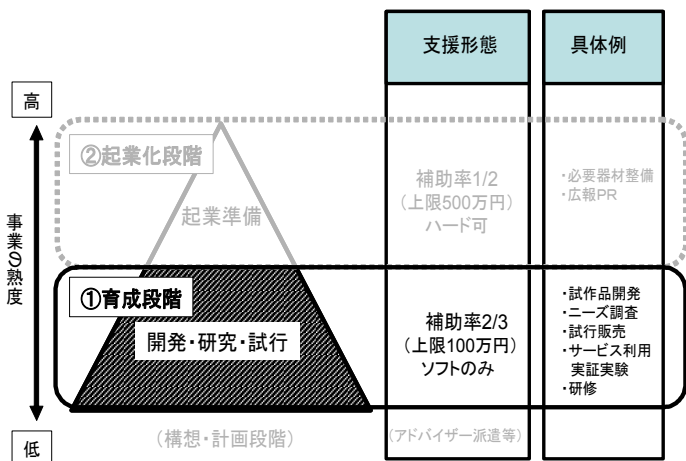 支援形態
具体例
高
②起業化段階
起業準備
補助率1/2
(上限500万円)
ハード可
・必要器材整備
・広報PR
事業の熟度
①育成段階
開発・研究・試行
補助率2/3
(上限100万円)
ソフトのみ
・試作品開発
・ニーズ調査
・試行販売
・サービス利用
実証実験
・研修
低
(構想・計画段階)
(アドバイザー派遣等)